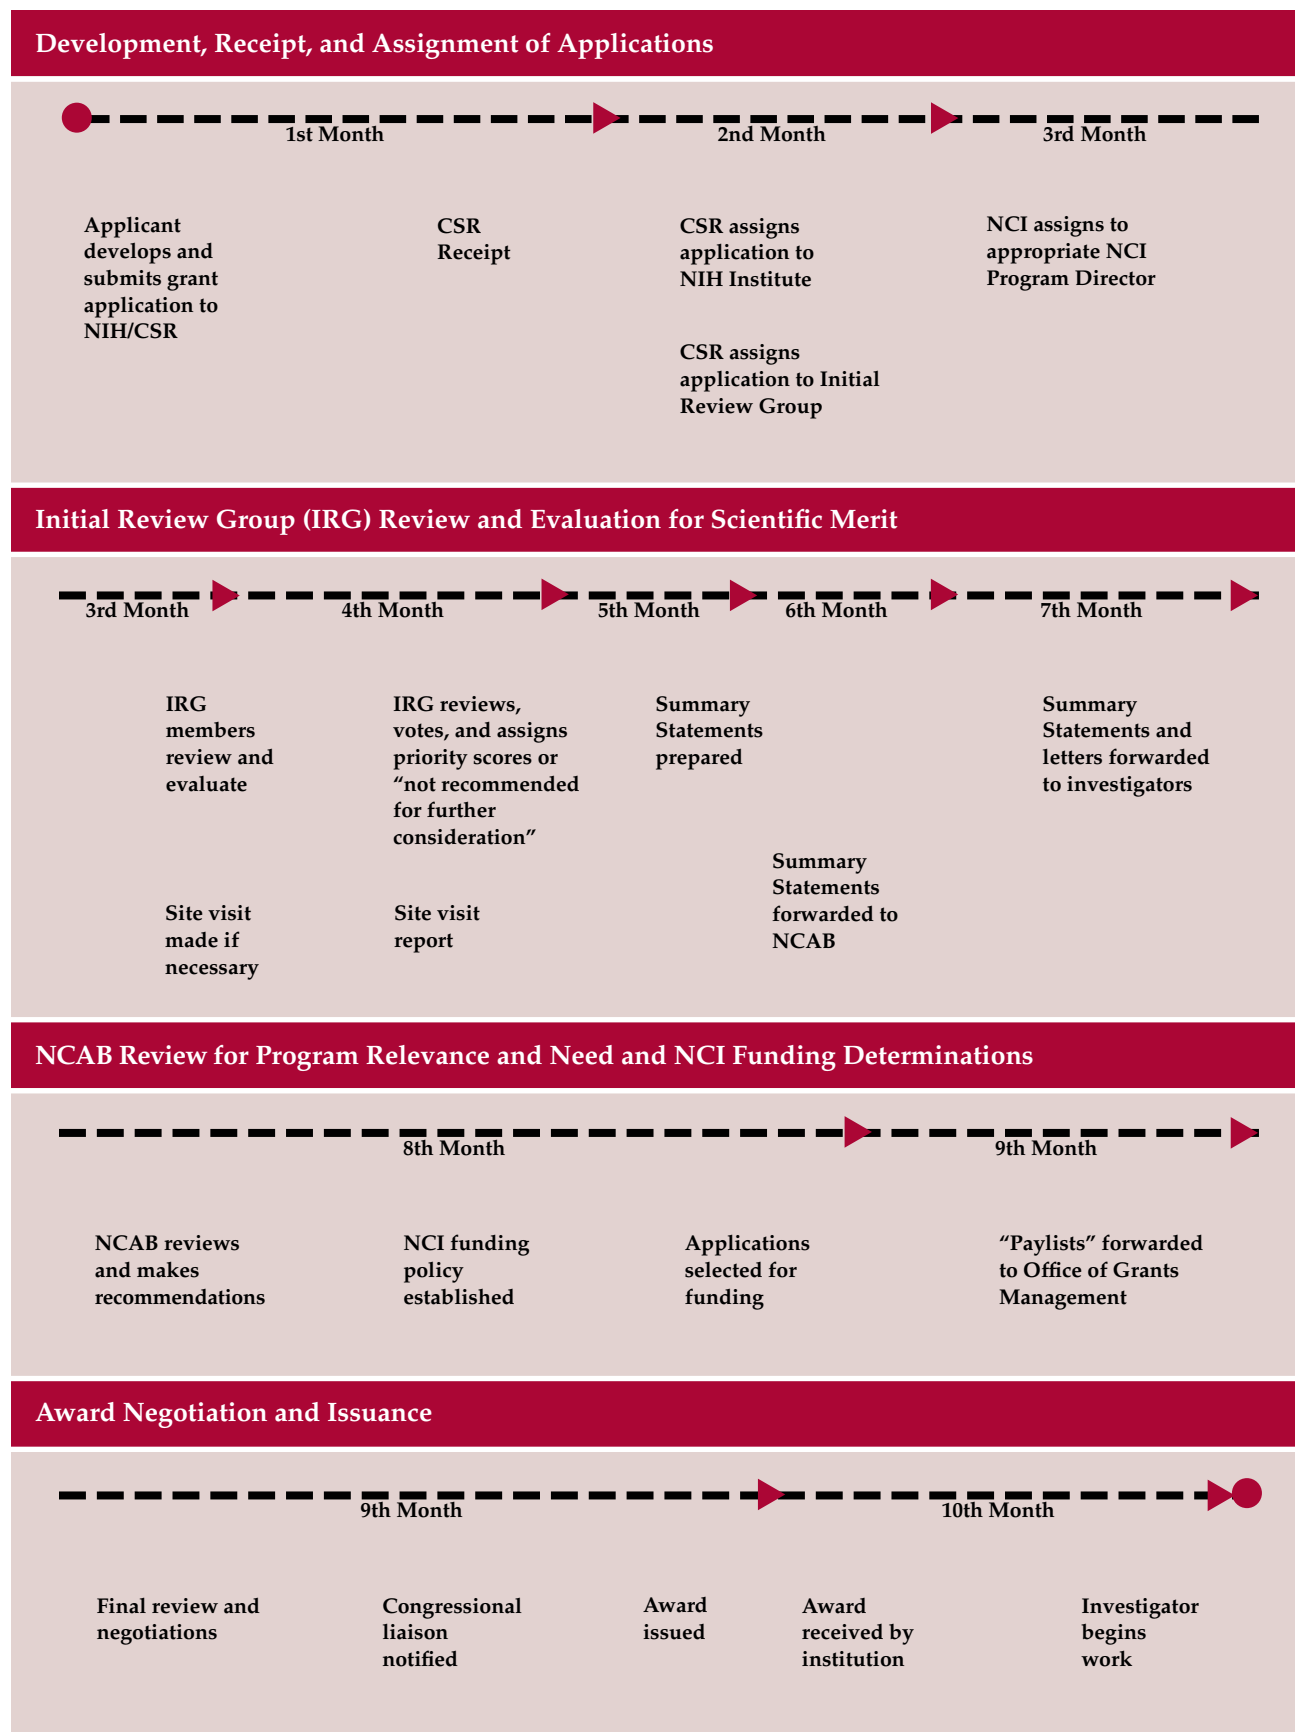 Development, Receipt, and Assignment of Applications
1st Month
2nd Month
3rd Month
Applicant
develops and
submits grant
application to
NIH/CSR
CSR
Receipt
CSR assigns
application to
NIH Institute
CSR assigns
application to Initial
Review Group
NCI assigns to
appropriate NCI
Program Director
Initial Review Group (IRG) Review and Evaluation for Scientific Merit
3rd Month
4th Month
5th Month
6th Month
7th Month
IRG
members
review and
evaluate
Site visit
made if
necessary
IRG reviews,
votes, and assigns
priority scores or
“not recommended
for further
consideration”
Site visit
report
Summary
Statements
prepared
Summary
Statements
forwarded to
NCAB
Summary
Statements and
letters forwarded
to investigators
NCAB Review for Program Relevance and Need and NCI Funding Determinations
8th Month
9th Month
NCAB reviews
and makes
recommendations
NCI funding
policy
established
Applications
selected for
funding
“Paylists” forwarded
to Office of Grants
Management
Award Negotiation and Issuance
9th Month
10th Month
Final review and
negotiations
Congressional
liaison
notified
Award
issued
Award
received by
institution
Investigator
begins
work